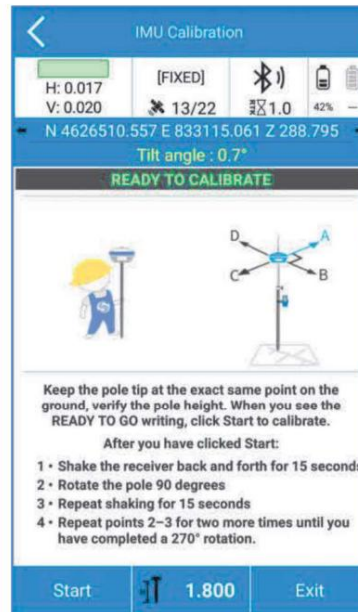 IMU Calibration
H: 0.017
V: 0.020
[FIXED]
13/22
1.0
42%
N 4626510.557 E 833115.061 Z 288.795
Tilt angle : 0.7°
READY TO CALIBRATE
D
A
C
B
Keep the pole tip at the exact same point on the
ground, verify the pole height. When you see the
READY TO GO writing, click Start to calibrate.
After you have clicked Start:
1 • Shake the receiver back and forth for 15 seconds
2 • Rotate the pole 90 degrees
3 • Repeat shaking for 15 seconds
4 • Repeat points 2–3 for two more times until you
have completed a 270° rotation.
Start
1.800
Exit